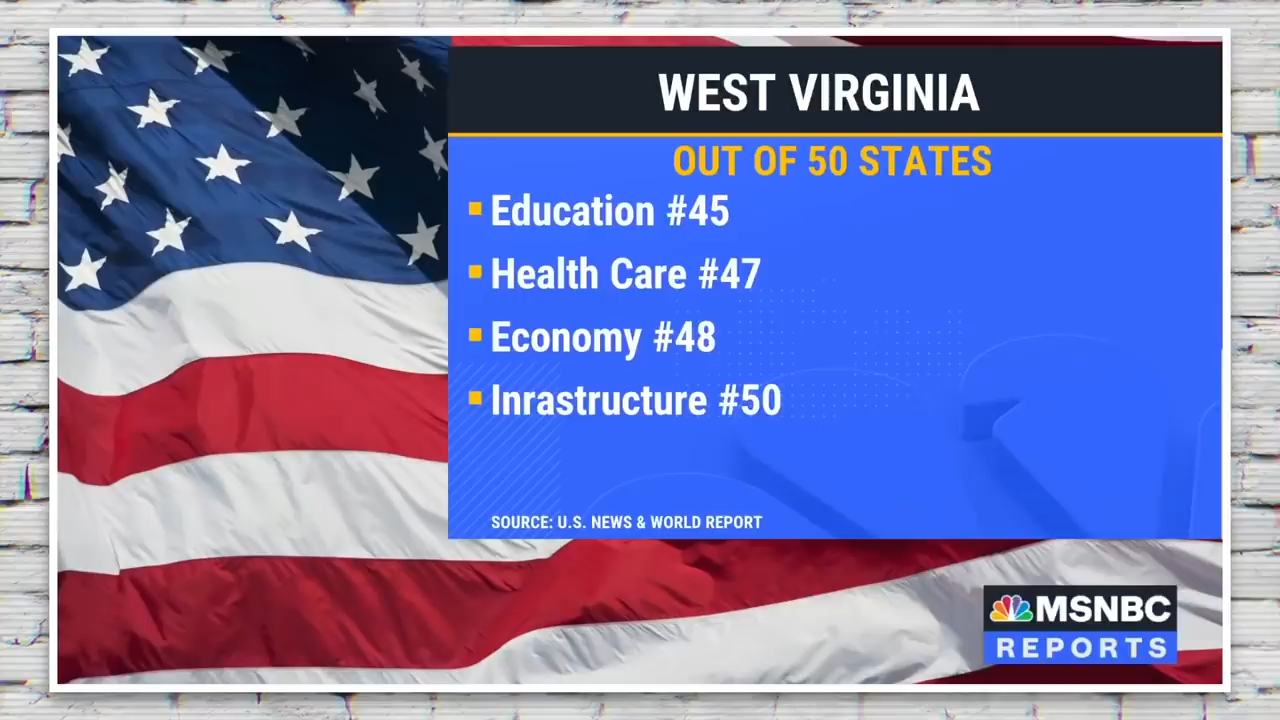 WEST VIRGINIA
OUT OF 50 STATES
Education #45
Health Care #47
Economy #48
Inrastructure #50
SOURCE: U.S. NEWS & WORLD REPORT
MSNBC
REPORTS